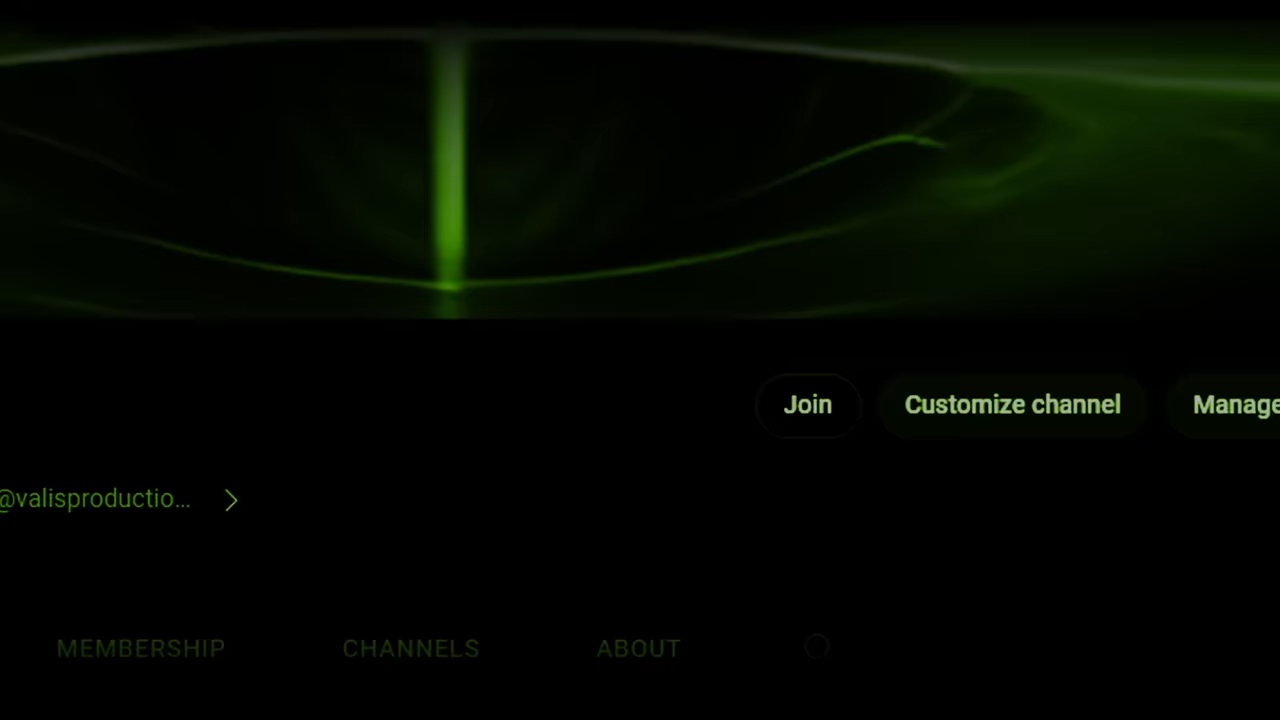 Join Customize channel Manage
@valisproductio...
MEMBERSHIP CHANNELS ABOUT